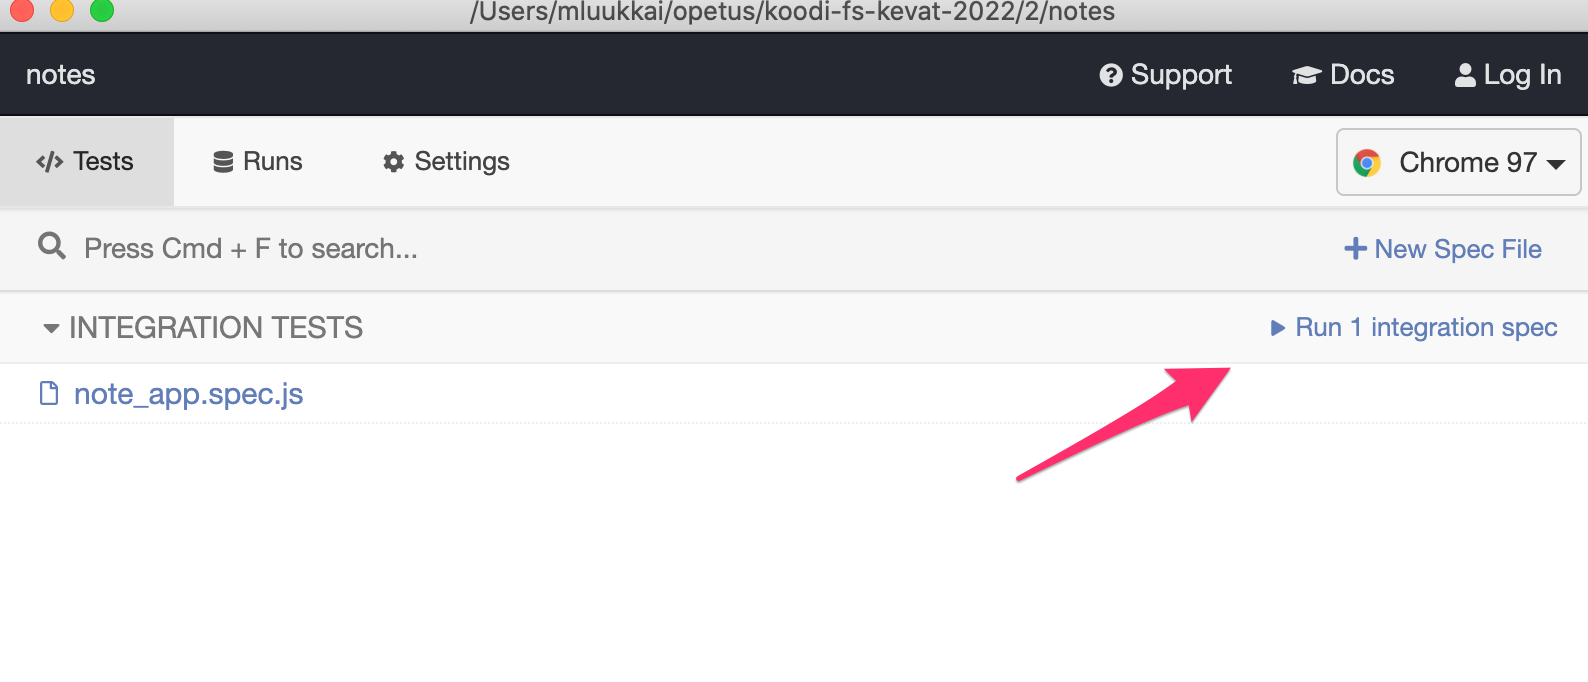 /Users/mluukkai/opetus/koodi-fs-kevat-2022/2/notes
notes Support Docs Log In
Tests Runs Settings Chrome 97
Press Cmd + F to search... New Spec File
INTEGRATION TESTS Run 1 integration spec
note_app.spec.js